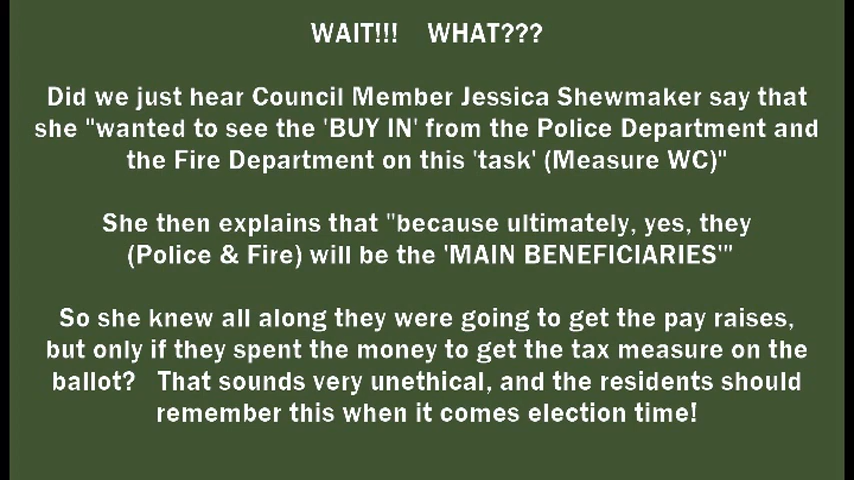 WAIT!!! WHAT???
Did we just hear Council Member Jessica Shewmaker say that
she "wanted to see the 'BUY IN' from the Police Department and
the Fire Department on this 'task' (Measure WC)"
She then explains that "because ultimately, yes, they
(Police & Fire) will be the 'MAIN BENEFICIARIES'"
So she knew all along they were going to get the pay raises,
but only if they spent the money to get the tax measure on the
ballot? That sounds very unethical, and the residents should
remember this when it comes election time!